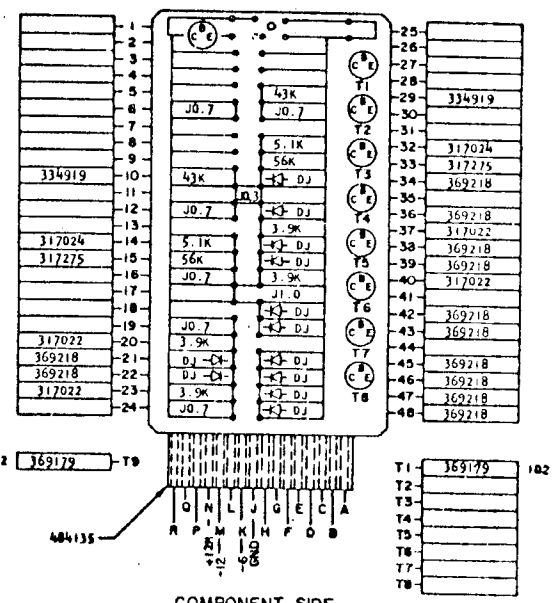 1
2
3
4
5
6 J0.7
7
8
9
334919 10 43K
11
12 J0.7
13
317024 14 5.1K
317275 15 56K
16 J0.7
17
18
19 J0.7
317022 20 3.9K
369218 21 DJ
369218 22 DJ
317022 23 3.9K
24 J0.7
J0.3
B
C E
25
26
27
28
43K 29 334919
J0.7 30
31
5.1K 32 317024
56K 33 317275
DJ 34 369218
35
DJ 36 369218
3.9K 37 317022
DJ 38 369218
DJ 39 369218
3.9K 40 317022
J1.0 41
DJ 42 369218
DJ 43 369218
44
DJ 45 369218
DJ 46 369218
DJ 47 369218
DJ 48 369218
B
C E
T1
B
C E
T2
B
C E
T3
B
C E
T4
B
C E
T5
B
C E
T6
B
C E
T7
B
C E
T8
2 369179 T9
T1 369179 102
T2
T3
T4
T5
T6
T7
T8
484135
R Q P N M L K J H G F E D C B A
+12M
-12
-6
GND
COMPONENT SIDE